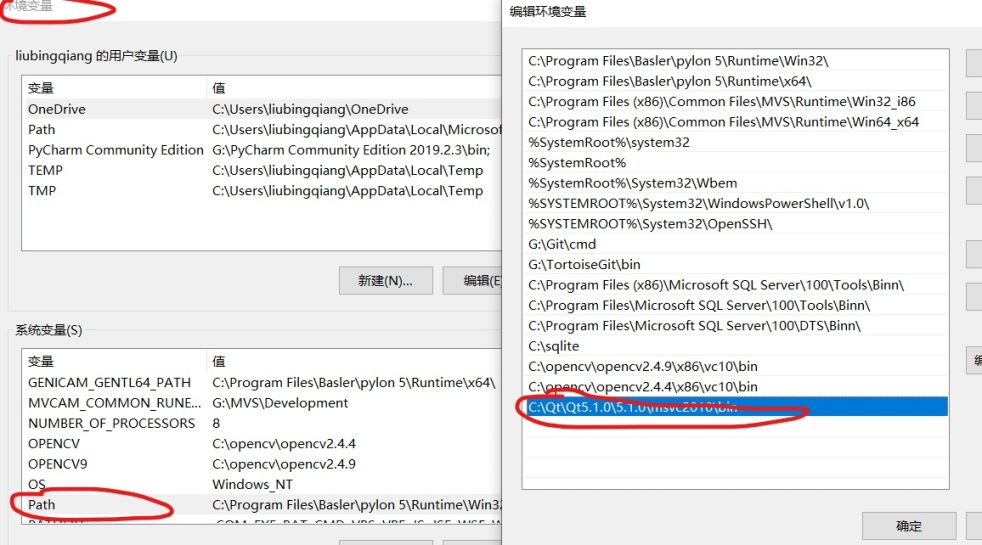 环境变量
liubingqiang 的用户变量(U)
变量 值
OneDrive C:\Users\liubingqiang\OneDrive
Path C:\Users\liubingqiang\AppData\Local\Microsof
PyCharm Community Edition G:\PyCharm Community Edition 2019.2.3\bin;
TEMP C:\Users\liubingqiang\AppData\Local\Temp
TMP C:\Users\liubingqiang\AppData\Local\Temp
新建(N)... 编辑(E)
系统变量(S)
变量 值
GENICAM_GENTL64_PATH C:\Program Files\Basler\pylon 5\Runtime\x64\
MVCAM_COMMON_RUNE... G:\MVS\Development
NUMBER_OF_PROCESSORS 8
OPENCV C:\opencv\opencv2.4.4
OPENCV9 C:\opencv\opencv2.4.9
OS Windows_NT
Path C:\Program Files\Basler\pylon 5\Runtime\Win32
编辑环境变量
C:\Program Files\Basler\pylon 5\Runtime\Win32\
C:\Program Files\Basler\pylon 5\Runtime\x64\
C:\Program Files (x86)\Common Files\MVS\Runtime\Win32_i86
C:\Program Files (x86)\Common Files\MVS\Runtime\Win64_x64
%SystemRoot%\system32
%SystemRoot%
%SystemRoot%\System32\Wbem
%SYSTEMROOT%\System32\WindowsPowerShell\v1.0\
%SYSTEMROOT%\System32\OpenSSH\
G:\Git\cmd
G:\TortoiseGit\bin
C:\Program Files (x86)\Microsoft SQL Server\100\Tools\Binn\
C:\Program Files\Microsoft SQL Server\100\Tools\Binn\
C:\Program Files\Microsoft SQL Server\100\DTS\Binn\
C:\sqlite
C:\opencv\opencv2.4.9\x86\vc10\bin
C:\opencv\opencv2.4.4\x86\vc10\bin
C:\Qt\Qt5.1.0\5.1.0\msvc2010\bin
编
确定